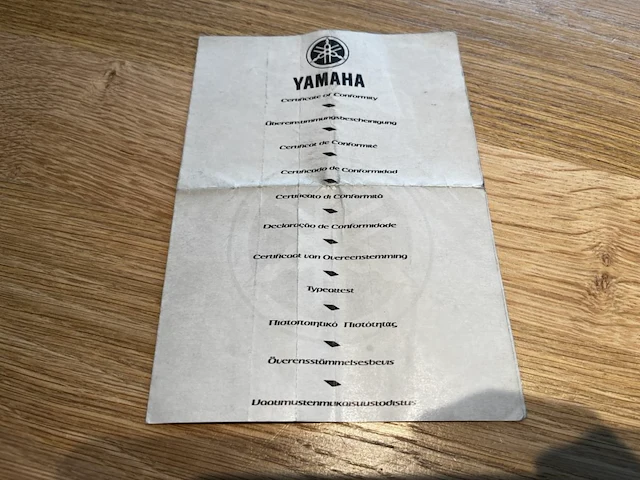 YAMAHA
Certificate of Conformity
Übereinstimmungsbescheinigung
Certificat de Conformité
Certificado de Conformidad
Certificato di Conformità
Declaração de Conformidade
Certificaat van Overeenstemming
Typeattest
Πιστοποιητικό Πιστότητας
Överensstämmelsesbevis
Vaatimustenmukaisuustodistus